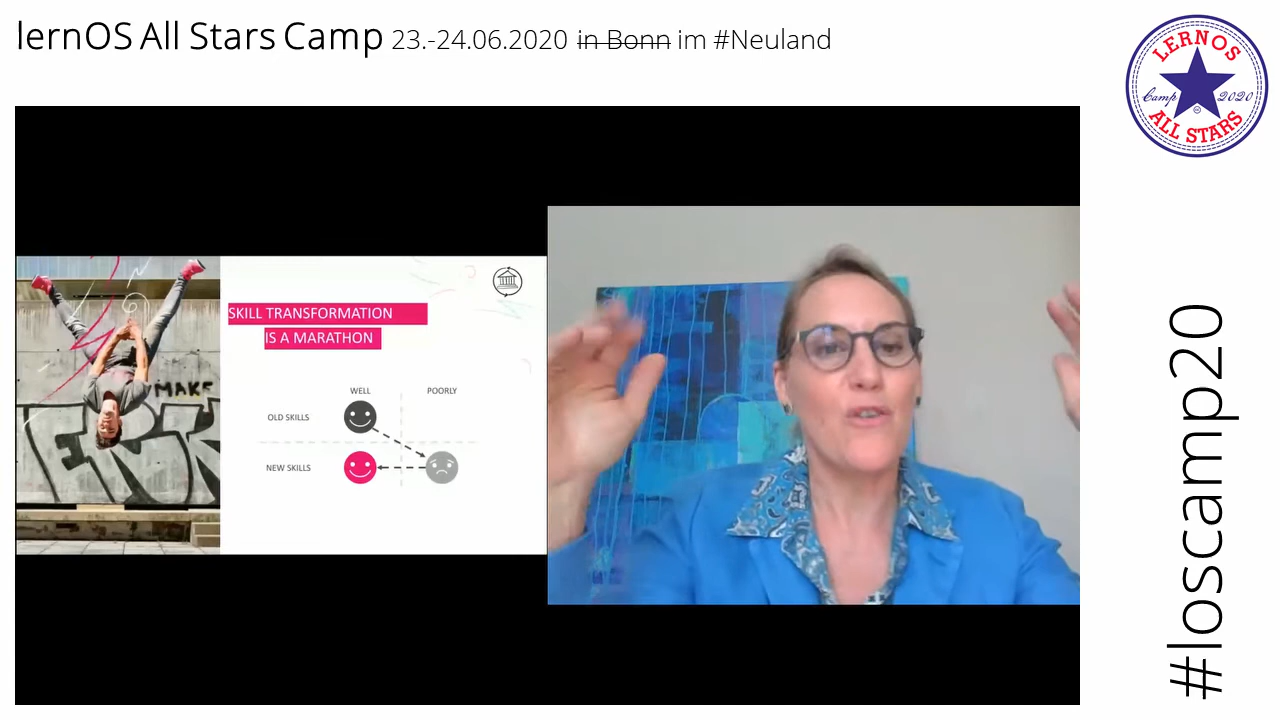 lernOS All Stars Camp 23.-24.06.2020 in Bonn im #Neuland
LERNOS
Camp 2020
ALL STARS
SKILL TRANSFORMATION
IS A MARATHON
WELL POORLY
OLD SKILLS
NEW SKILLS
MAKE
#loscamp20